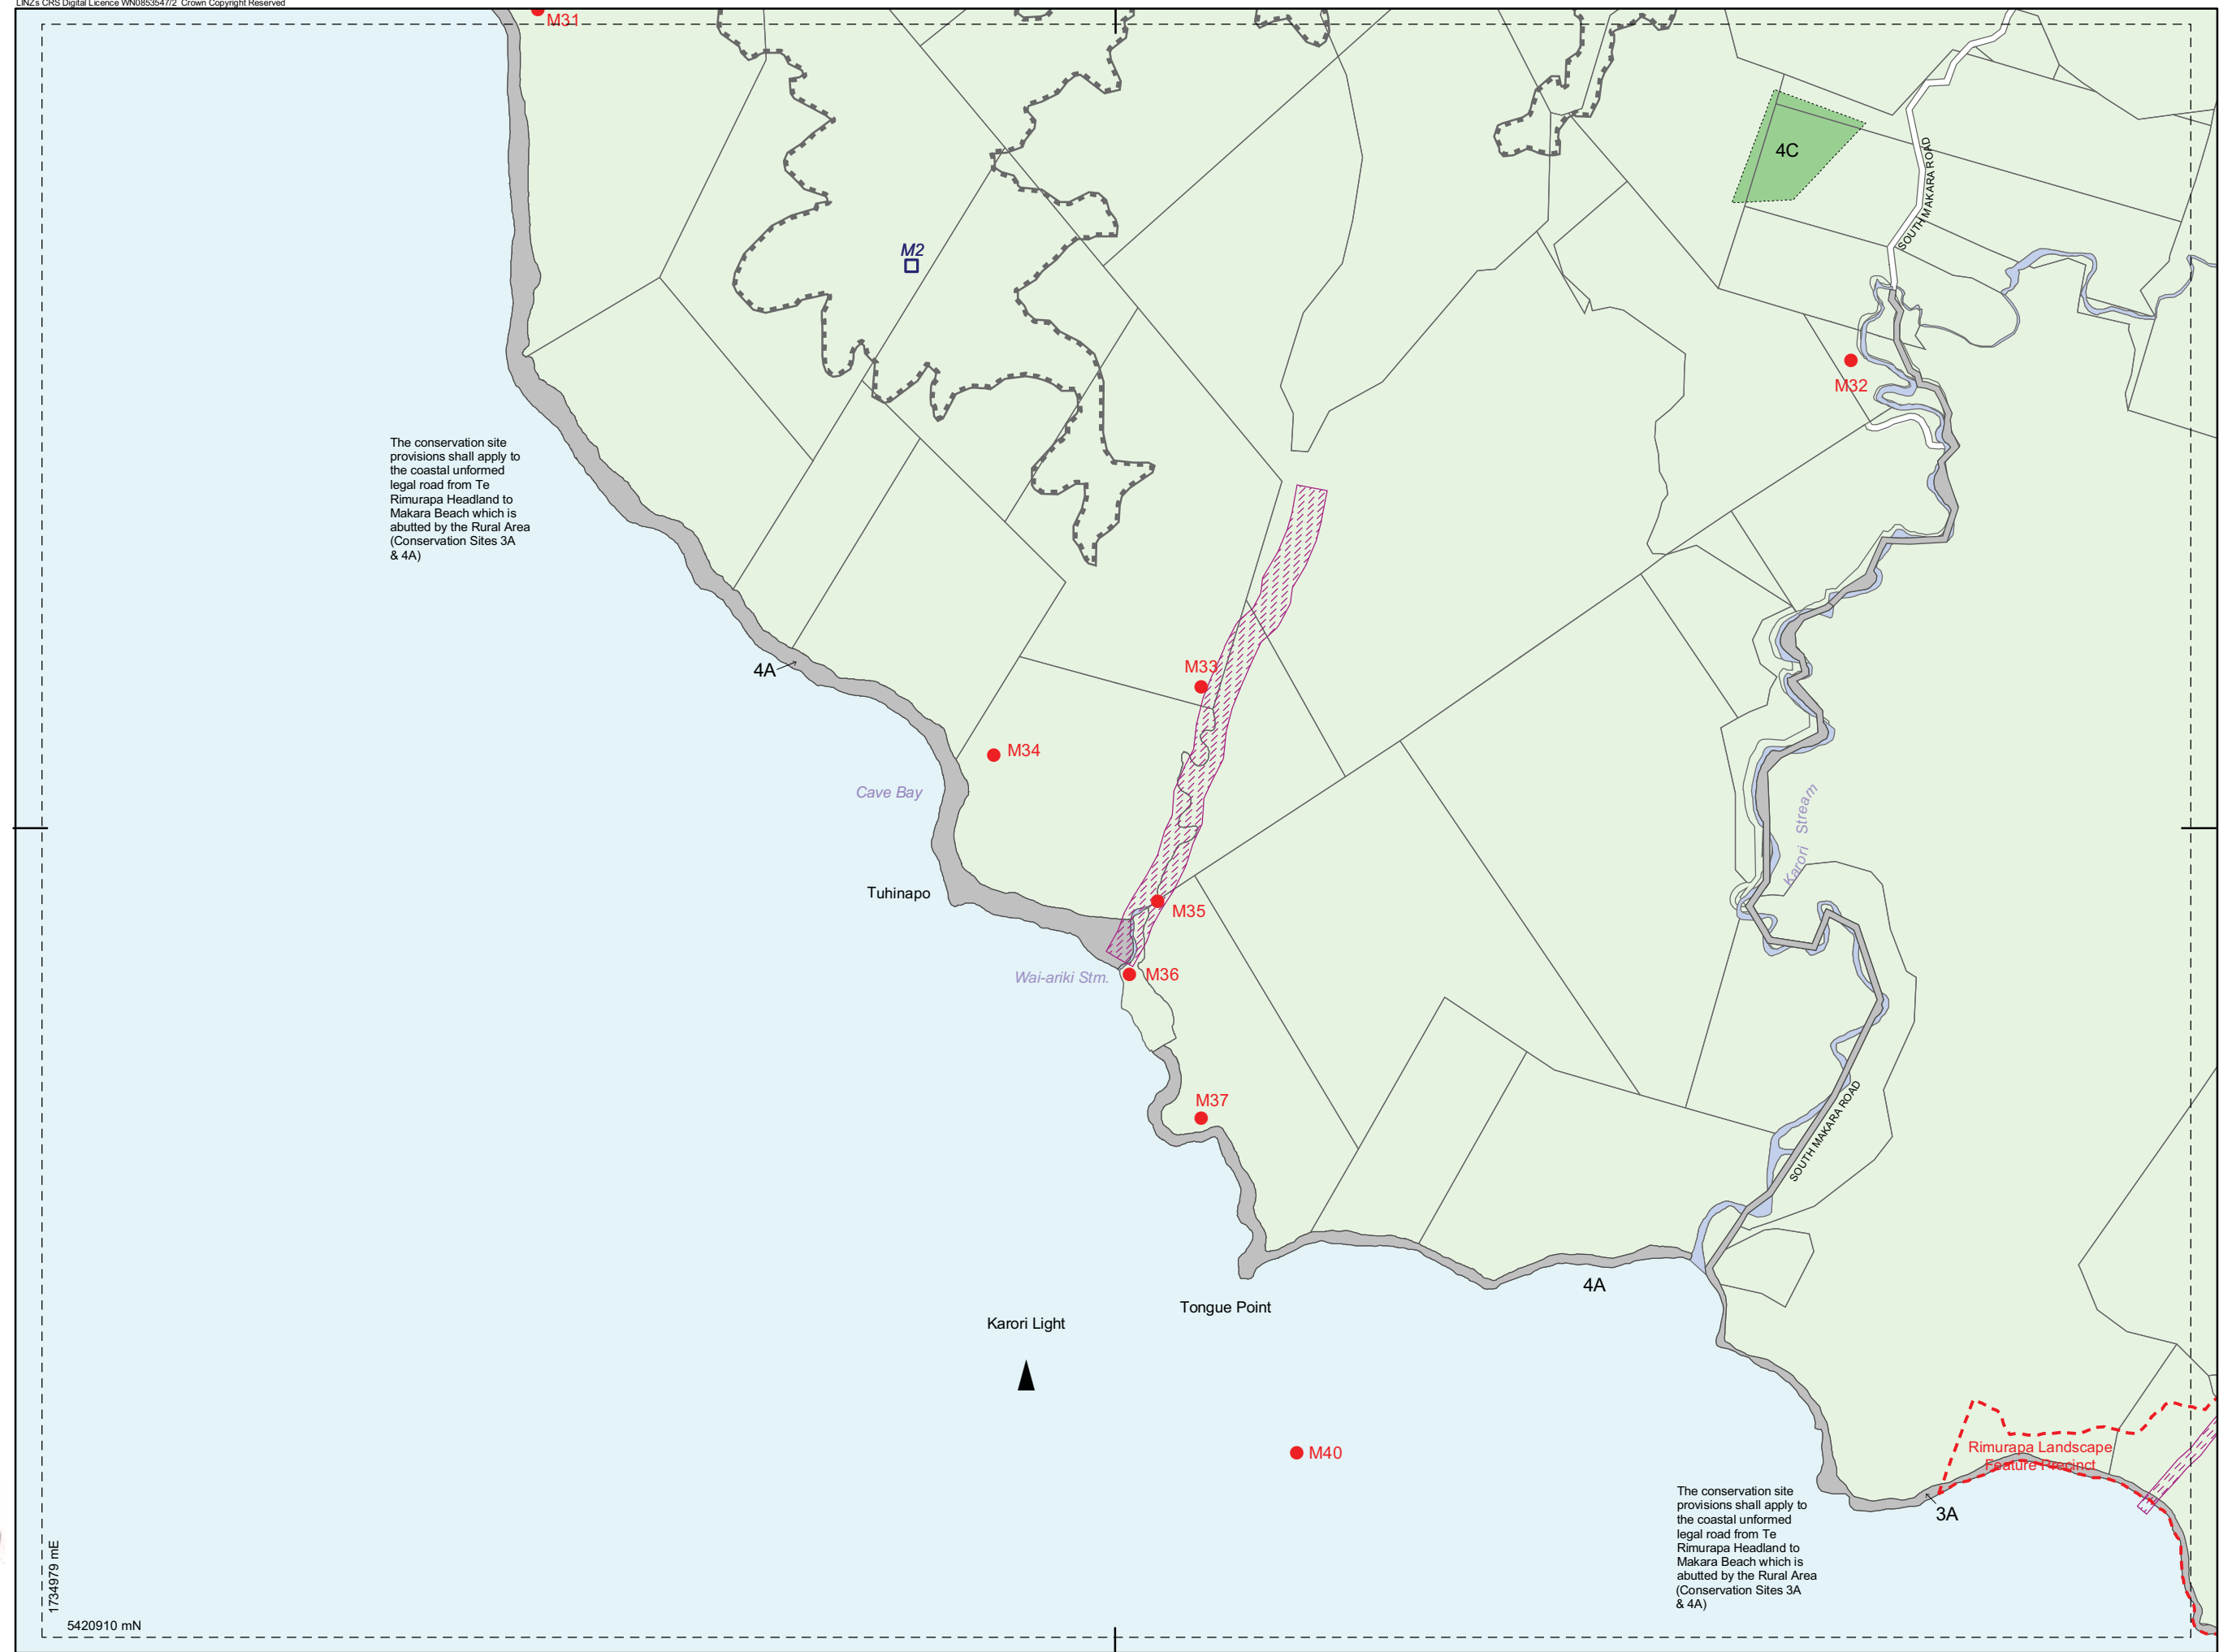 LINZs CRS Digital Licence WN0853547/2 Crown Copyright Reserved
M31
4C
SOUTH MAKARA ROAD
M2
M32
The conservation site
provisions shall apply to
the coastal unformed
legal road from Te
Rimurapa Headland to
Makara Beach which is
abutted by the Rural Area
(Conservation Sites 3A
& 4A)
4A
M33
M34
Cave Bay
Karori Stream
Tuhinapo
M35
Wai-ariki Stm.
M36
M37
SOUTH MAKARA ROAD
4A
Tongue Point
Karori Light
M40
Rimurapa Landscape
Feature Precinct
The conservation site
provisions shall apply to
the coastal unformed
legal road from Te
Rimurapa Headland to
Makara Beach which is
abutted by the Rural Area
(Conservation Sites 3A
& 4A)
3A
1734979 mE
5420910 mN